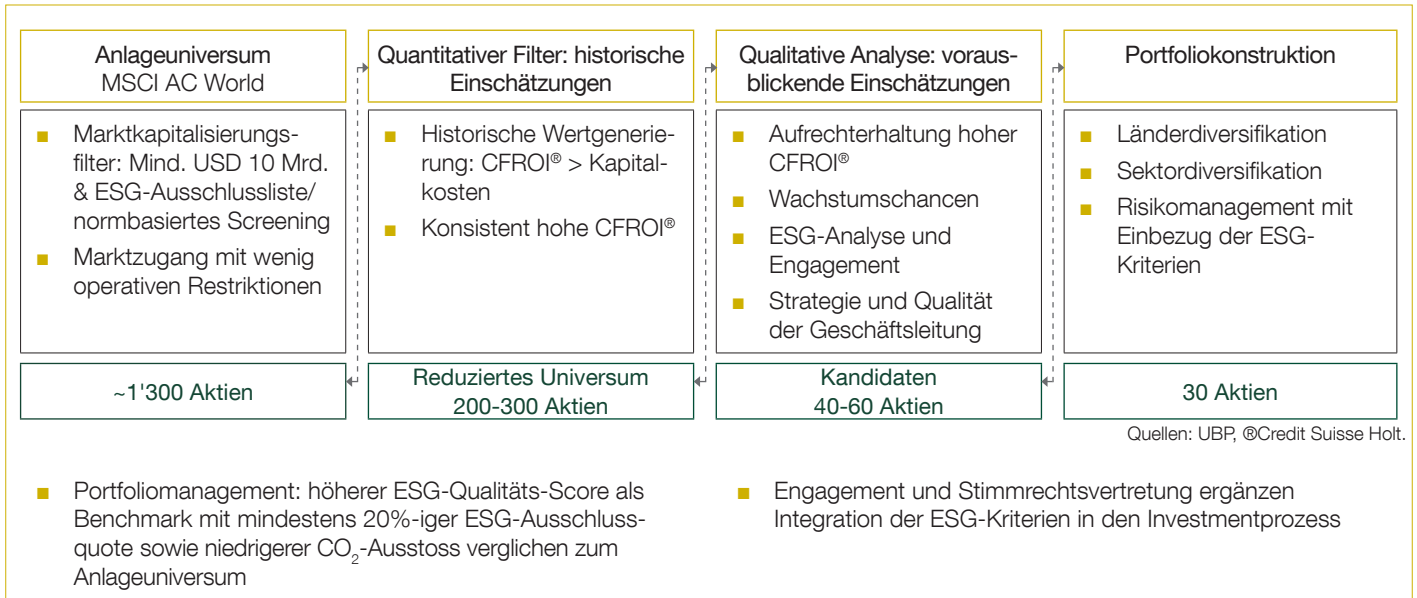 Anlageuniversum
MSCI AC World
Marktkapitalisierungs-
filter: Mind. USD 10 Mrd.
& ESG-Ausschlussliste/
normbasiertes Screening
Marktzugang mit wenig
operativen Restriktionen
~1'300 Aktien
Quantitativer Filter: historische
Einschätzungen
Historische Wertgenerie-
rung: CFROI® > Kapital-
kosten
Konsistent hohe CFROI®
Reduziertes Universum
200-300 Aktien
Qualitative Analyse: voraus-
blickende Einschätzungen
Aufrechterhaltung hoher
CFROI®
Wachstumschancen
ESG-Analyse und
Engagement
Strategie und Qualität
der Geschäftsleitung
Kandidaten
40-60 Aktien
Portfoliokonstruktion
Länderdiversifikation
Sektordiversifikation
Risikomanagement mit
Einbezug der ESG-
Kriterien
30 Aktien
Quellen: UBP, ®Credit Suisse Holt.
Portfoliomanagement: höherer ESG-Qualitäts-Score als
Benchmark mit mindestens 20%-iger ESG-Ausschluss-
quote sowie niedrigerer CO₂-Ausstoss verglichen zum
Anlageuniversum
Engagement und Stimmrechtsvertretung ergänzen
Integration der ESG-Kriterien in den Investmentprozess